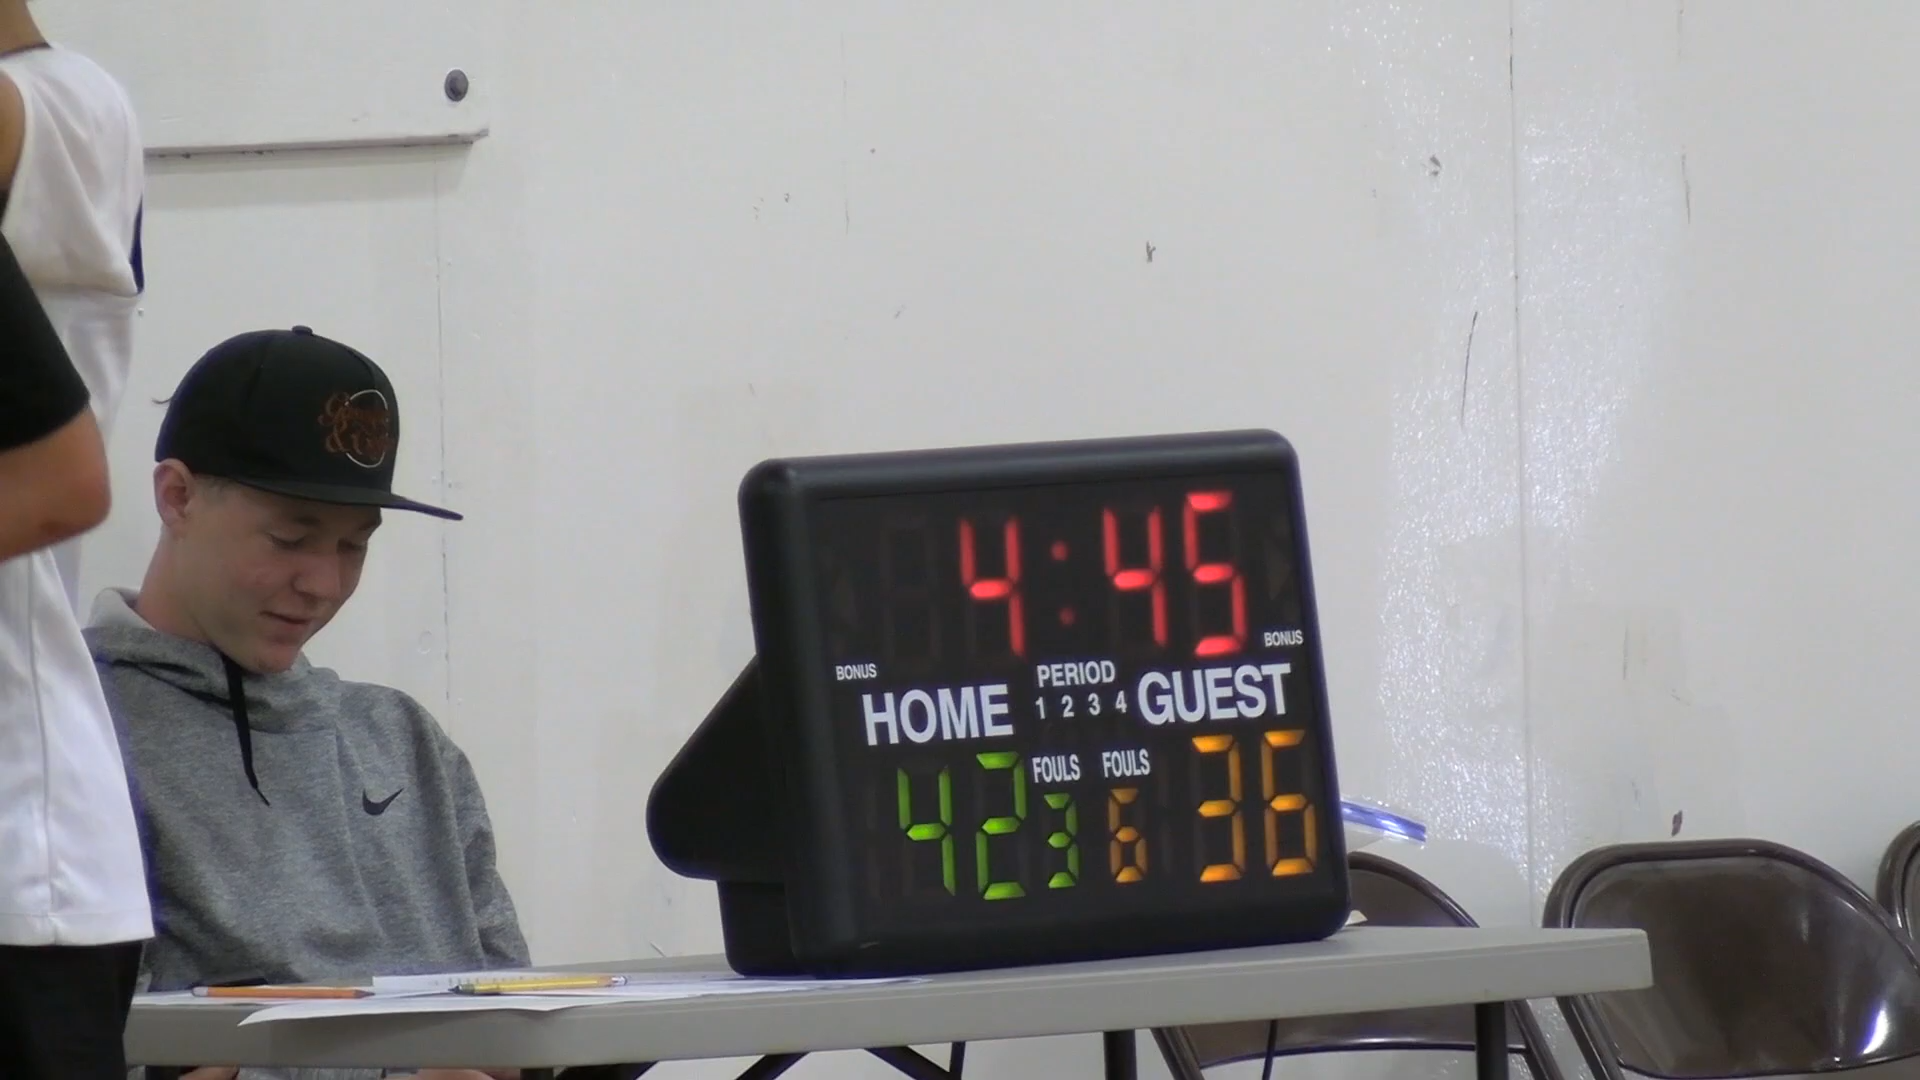 4:45
BONUS
BONUS
PERIOD
HOME 1 2 3 4 GUEST
FOULS FOULS
42 3 6 36